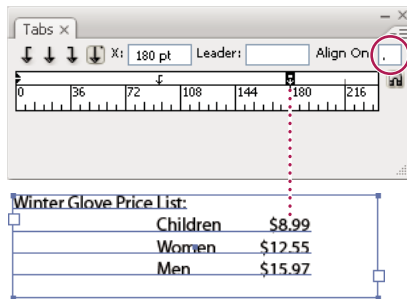 Tabs ×
X: 180 pt Leader: Align On: .
0 36 72 108 144 180 216
Winter Glove Price List:
Children $8.99
Women $12.55
Men $15.97